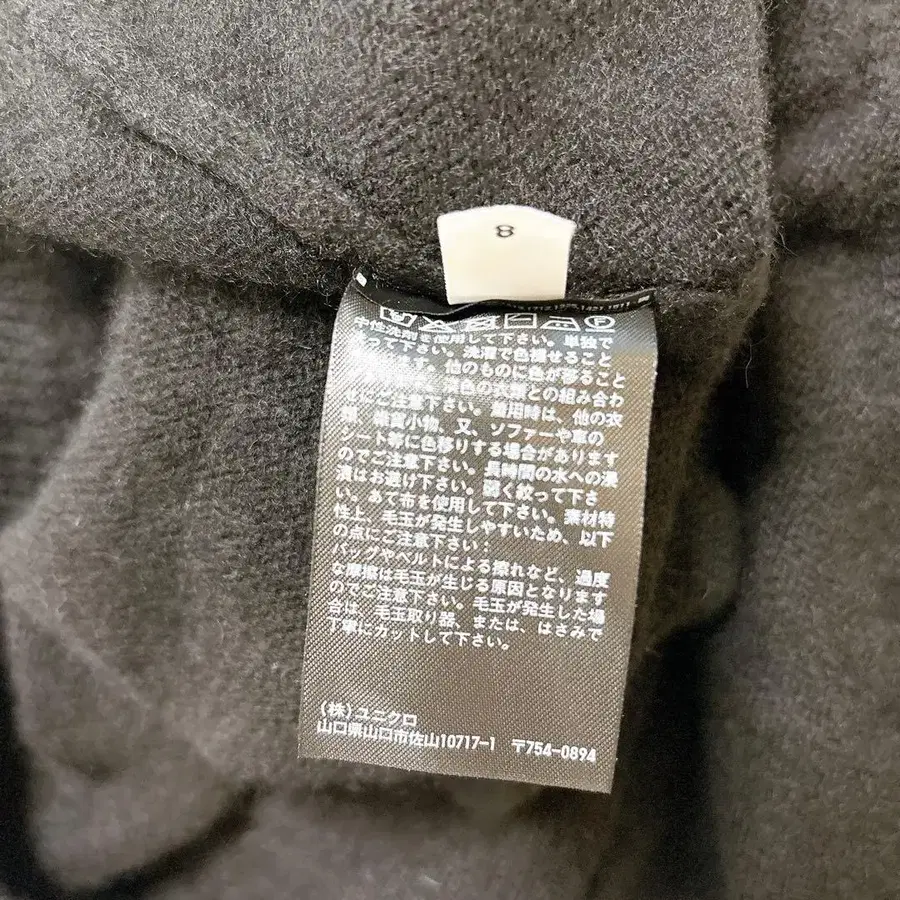 8
中性洗剤を使用して下さい。単独で
洗って下さい。洗濯で色褪せること
があります。他のものに色が移ること
淡色の衣類との組み合わ
せにご注意下さい。着用時は、他の衣
類、雑貨小物、又、ソファーや車の
シート等に色移りする場合があります
のでご注意下さい。長時間の水への浸
漬はお避け下さい。弱く絞って下さ
い。あて布を使用して下さい。素材特
性上、毛玉が発生しやすいため、以下
の点にご注意下さい：
バッグやベルトによる擦れなど、過度
な摩擦は毛玉が生じる原因となります
のでご注意下さい。毛玉が発生した場
合は、毛玉取り器、または、はさみで
丁寧にカットして下さい。
(株)ユニクロ
山口県山口市佐山10717-1 〒754-0894